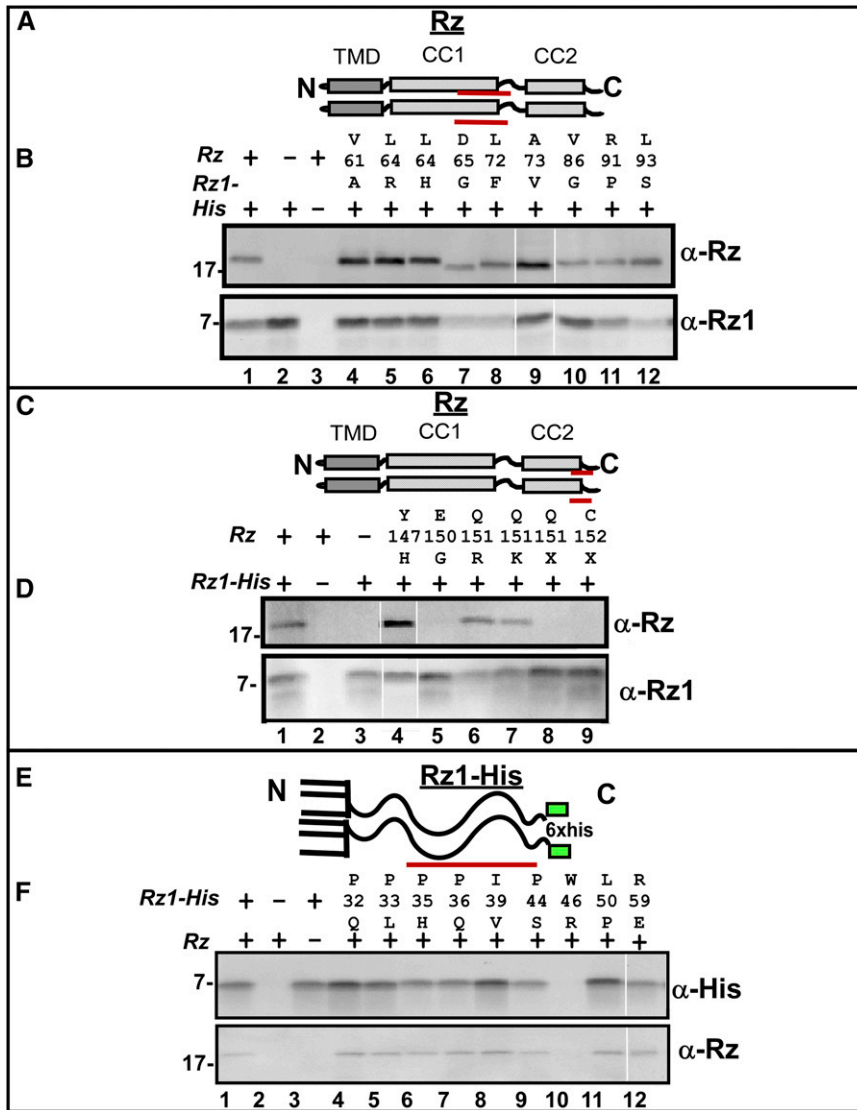 A
Rz
TMD CC1 CC2
N C
B
V L L D L A V R L
Rz + − + 61 64 64 65 72 73 86 91 93
Rz1- A R H G F V G P S
His + + − + + + + + + + + +
17- α-Rz
7- α-Rz1
1 2 3 4 5 6 7 8 9 10 11 12
C
Rz
TMD CC1 CC2
N C
Y E Q Q Q C
Rz + + − 147 150 151 151 151 152
H G R K X X
D
Rz1-His + − + + + + + + +
17- α-Rz
7- α-Rz1
1 2 3 4 5 6 7 8 9
E
Rz1-His
N C
6xhis
F
P P P P I P W L R
Rz1-His + − + 32 33 35 36 39 44 46 50 59
Q L H Q V S R P E
Rz + + − + + + + + + + + +
7- α-His
17- α-Rz
1 2 3 4 5 6 7 8 9 10 11 12